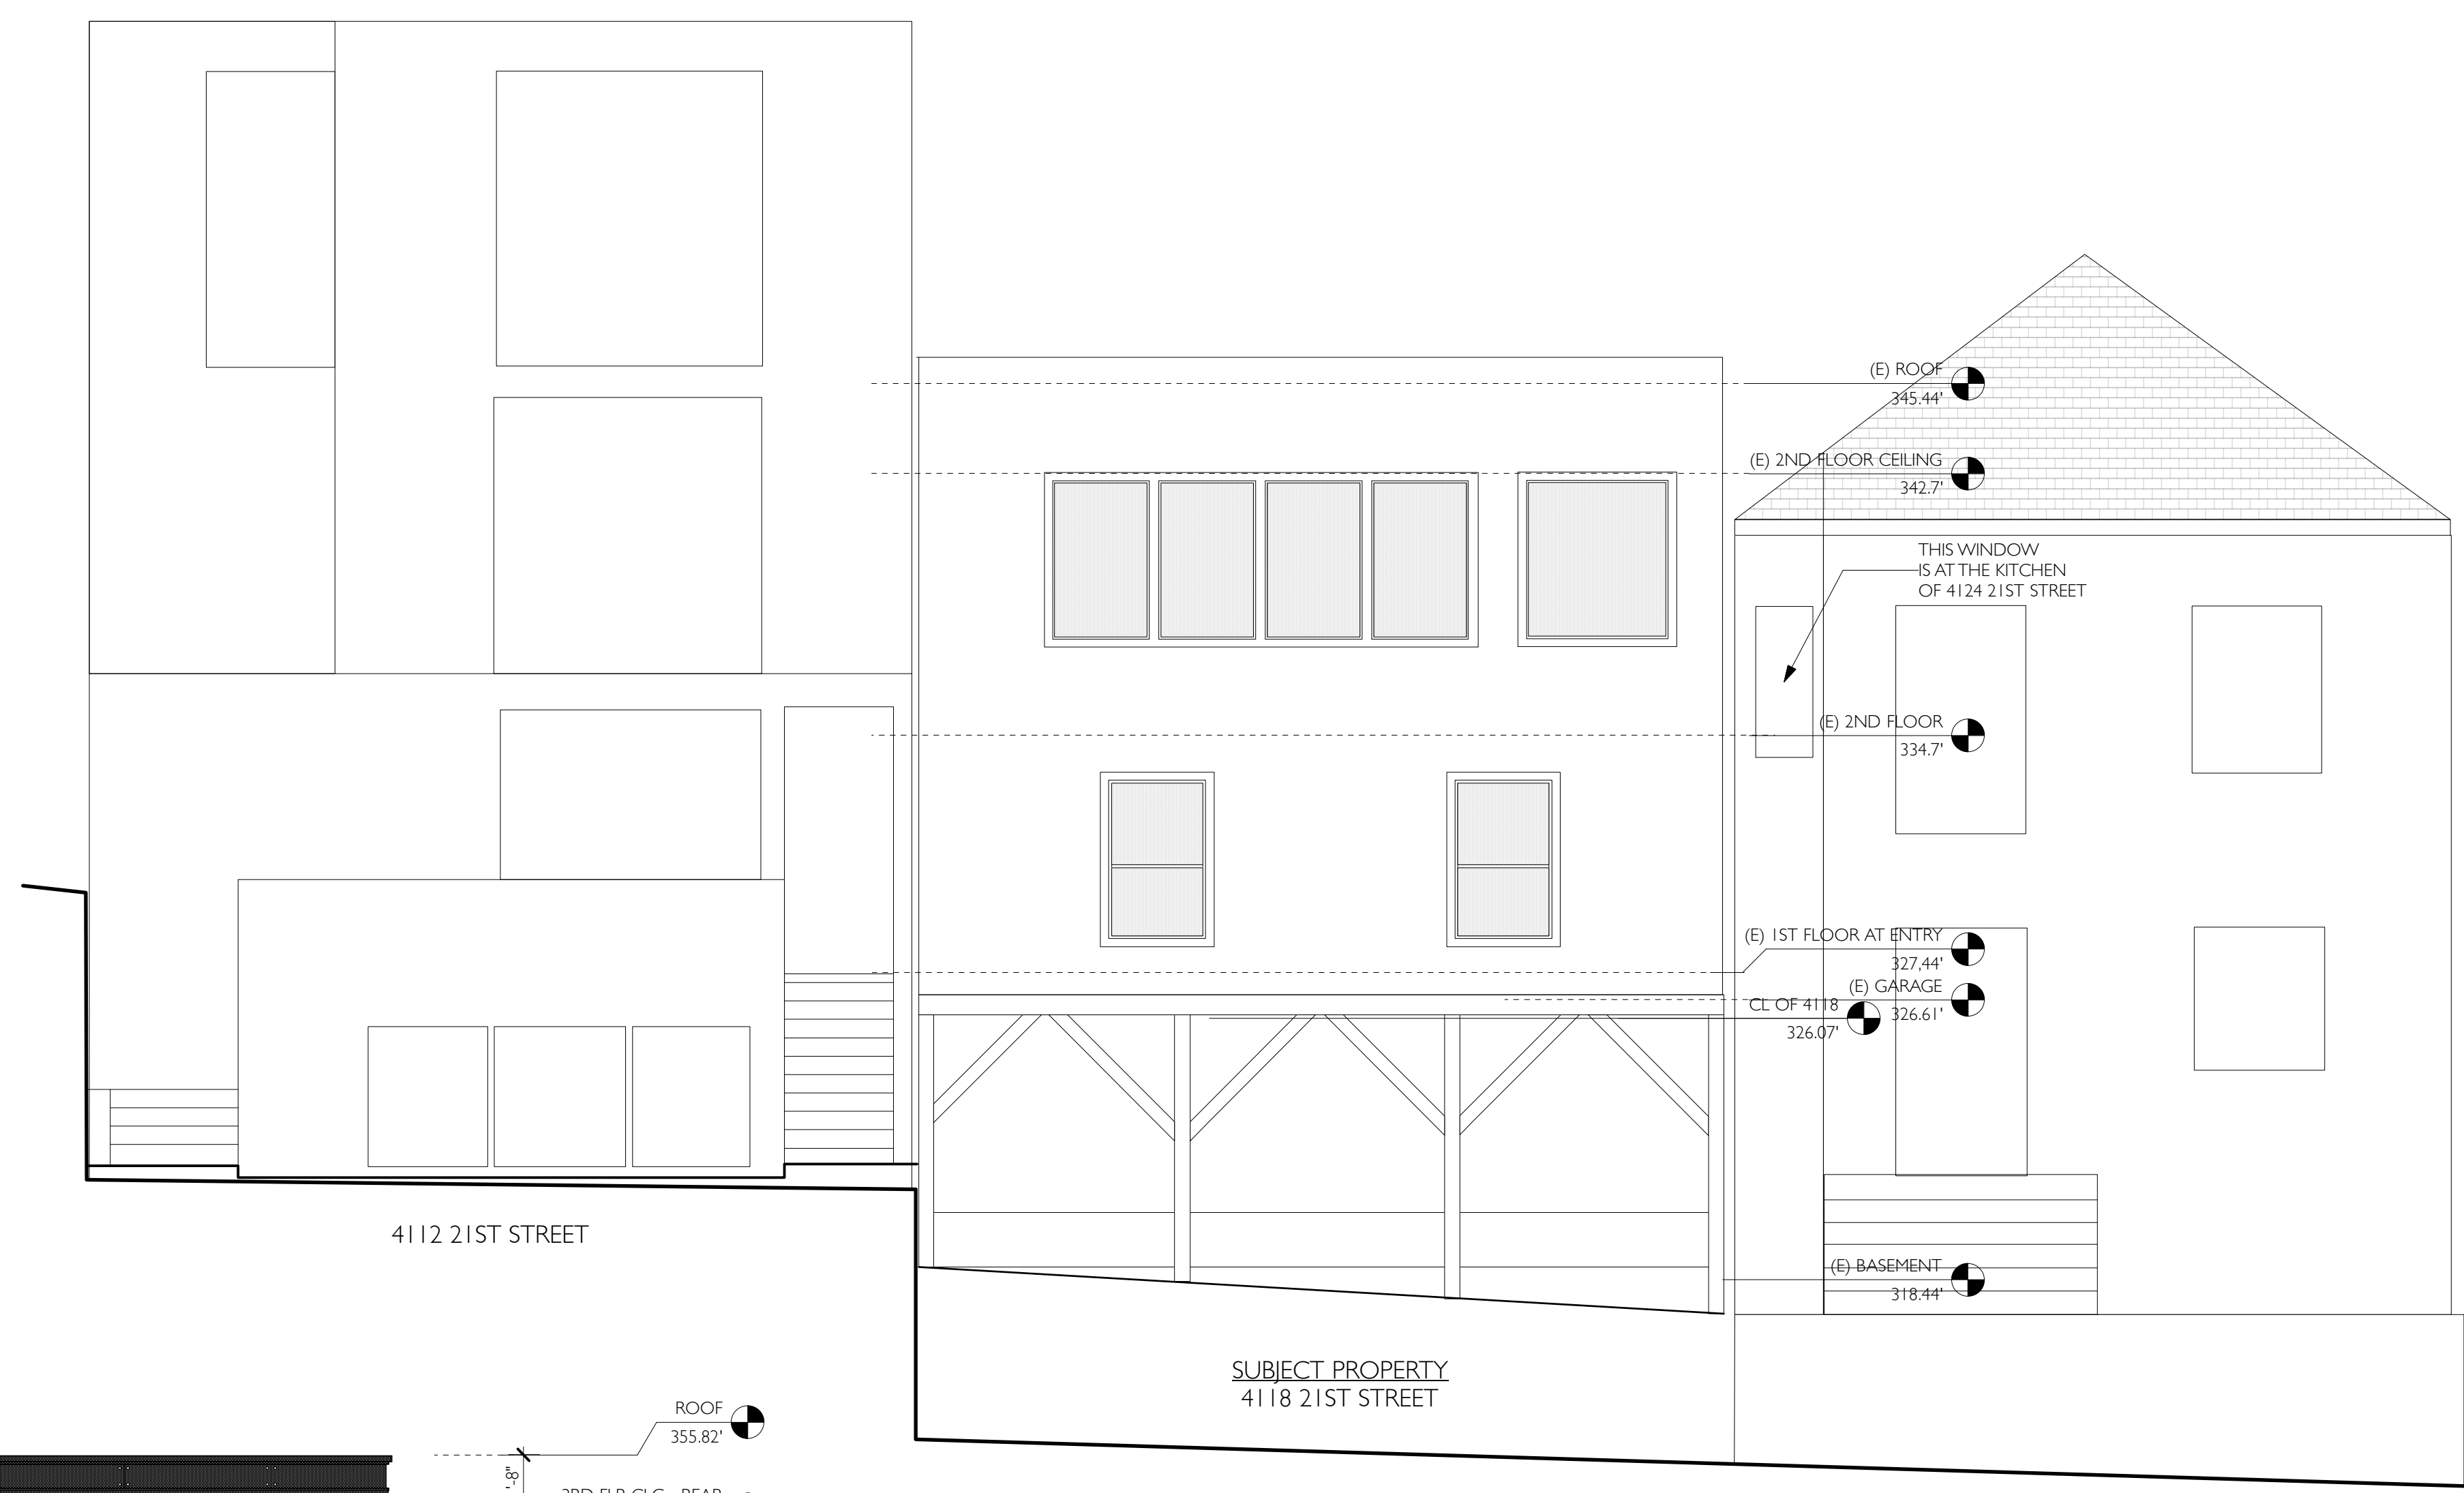 (E) ROOF
345.44'
(E) 2ND FLOOR CEILING
342.7'
THIS WINDOW
IS AT THE KITCHEN
OF 4124 21ST STREET
(E) 2ND FLOOR
334.7'
(E) 1ST FLOOR AT ENTRY
327,44'
(E) GARAGE
326.61'
CL OF 4118
326.07'
(E) BASEMENT
318.44'
4112 21ST STREET
SUBJECT PROPERTY
4118 21ST STREET
ROOF
355.82'
'-8"